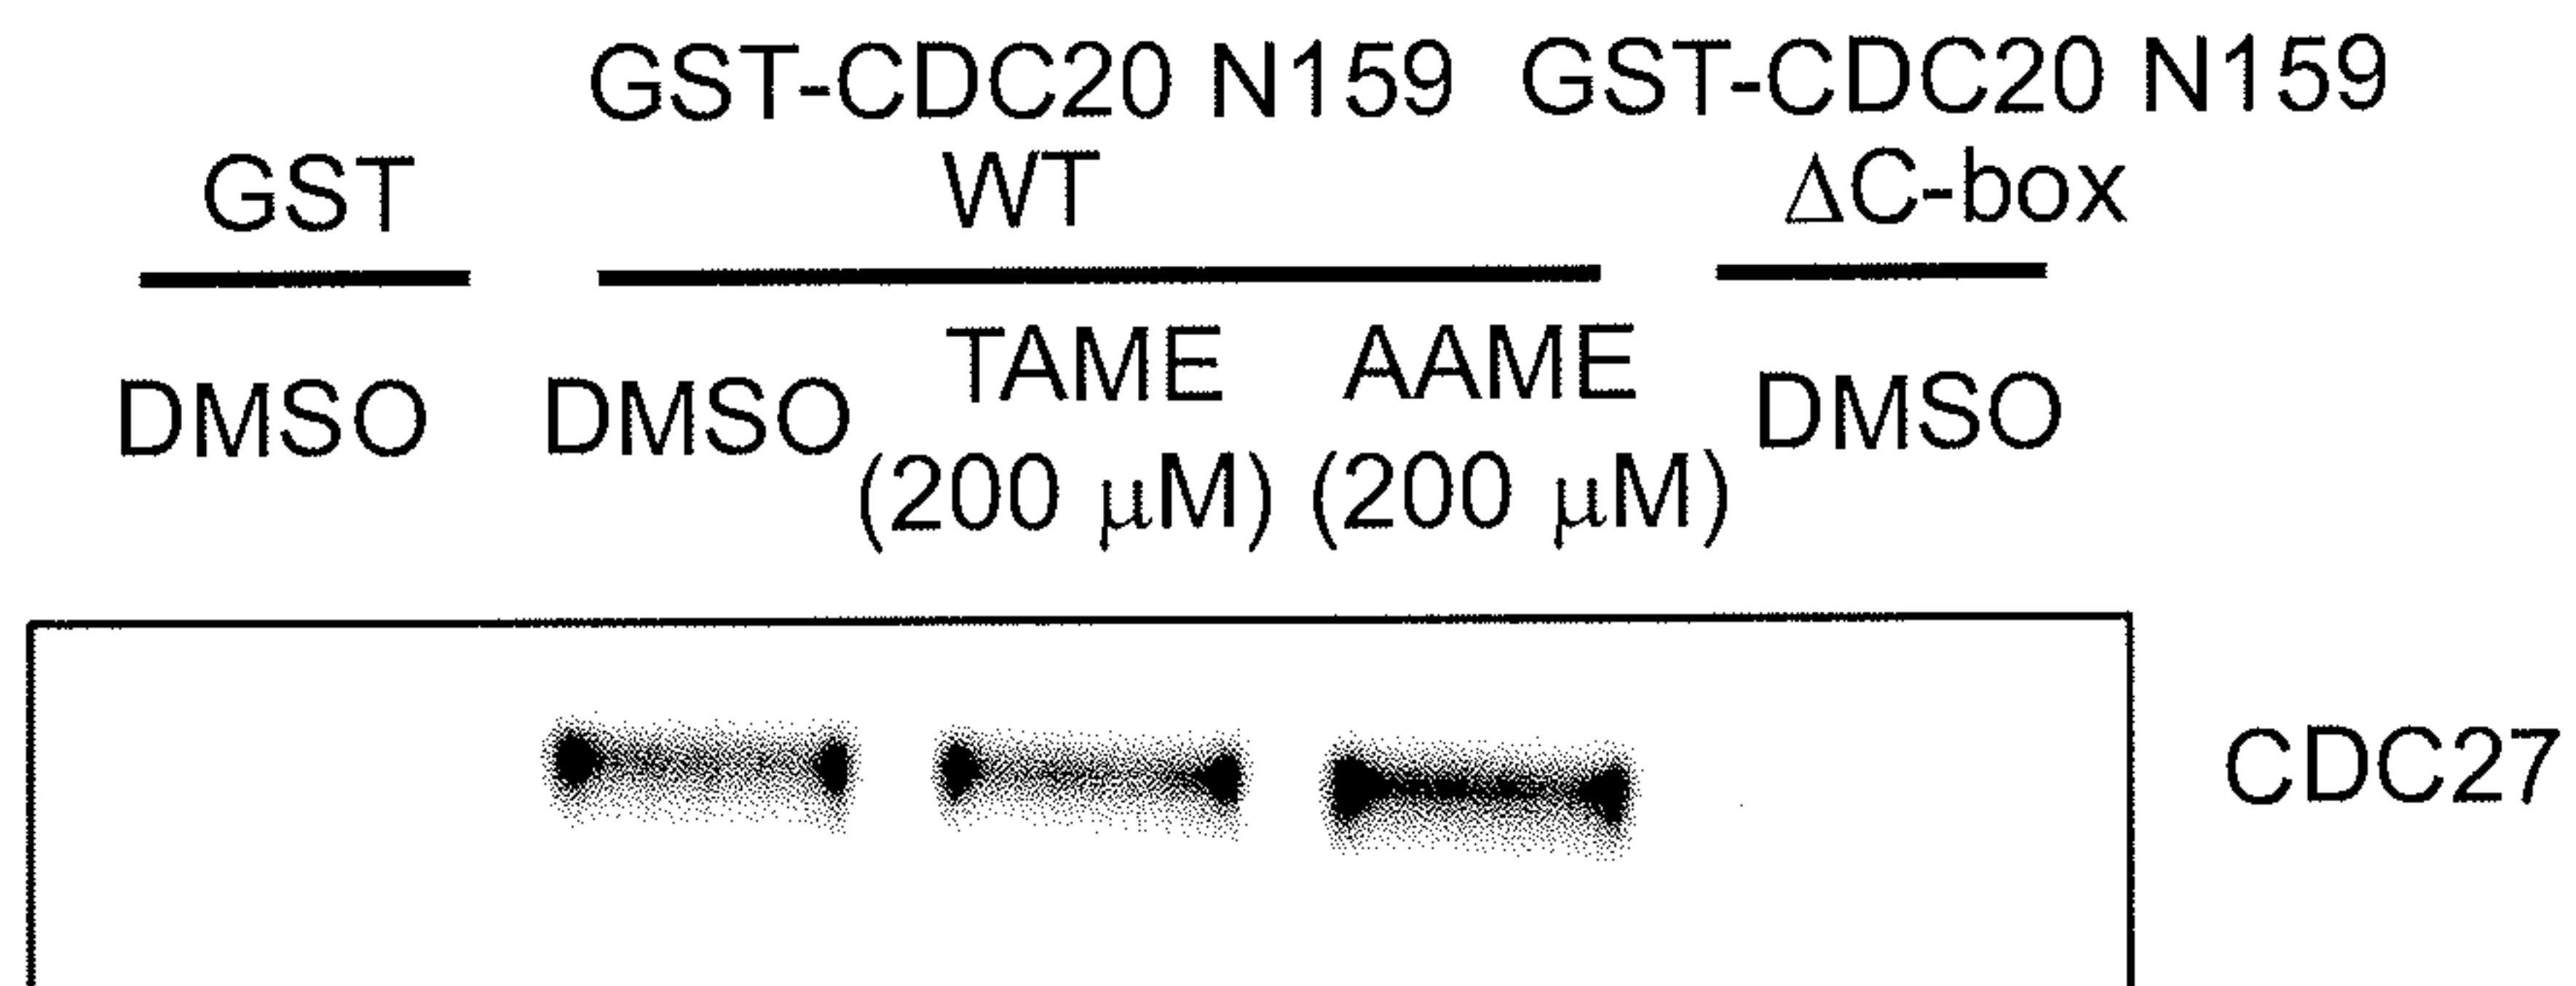 GST-CDC20 N159 GST-CDC20 N159
GST WT ΔC-box
TAME AAME
DMSO DMSO DMSO
(200 μM) (200 μM)
CDC27